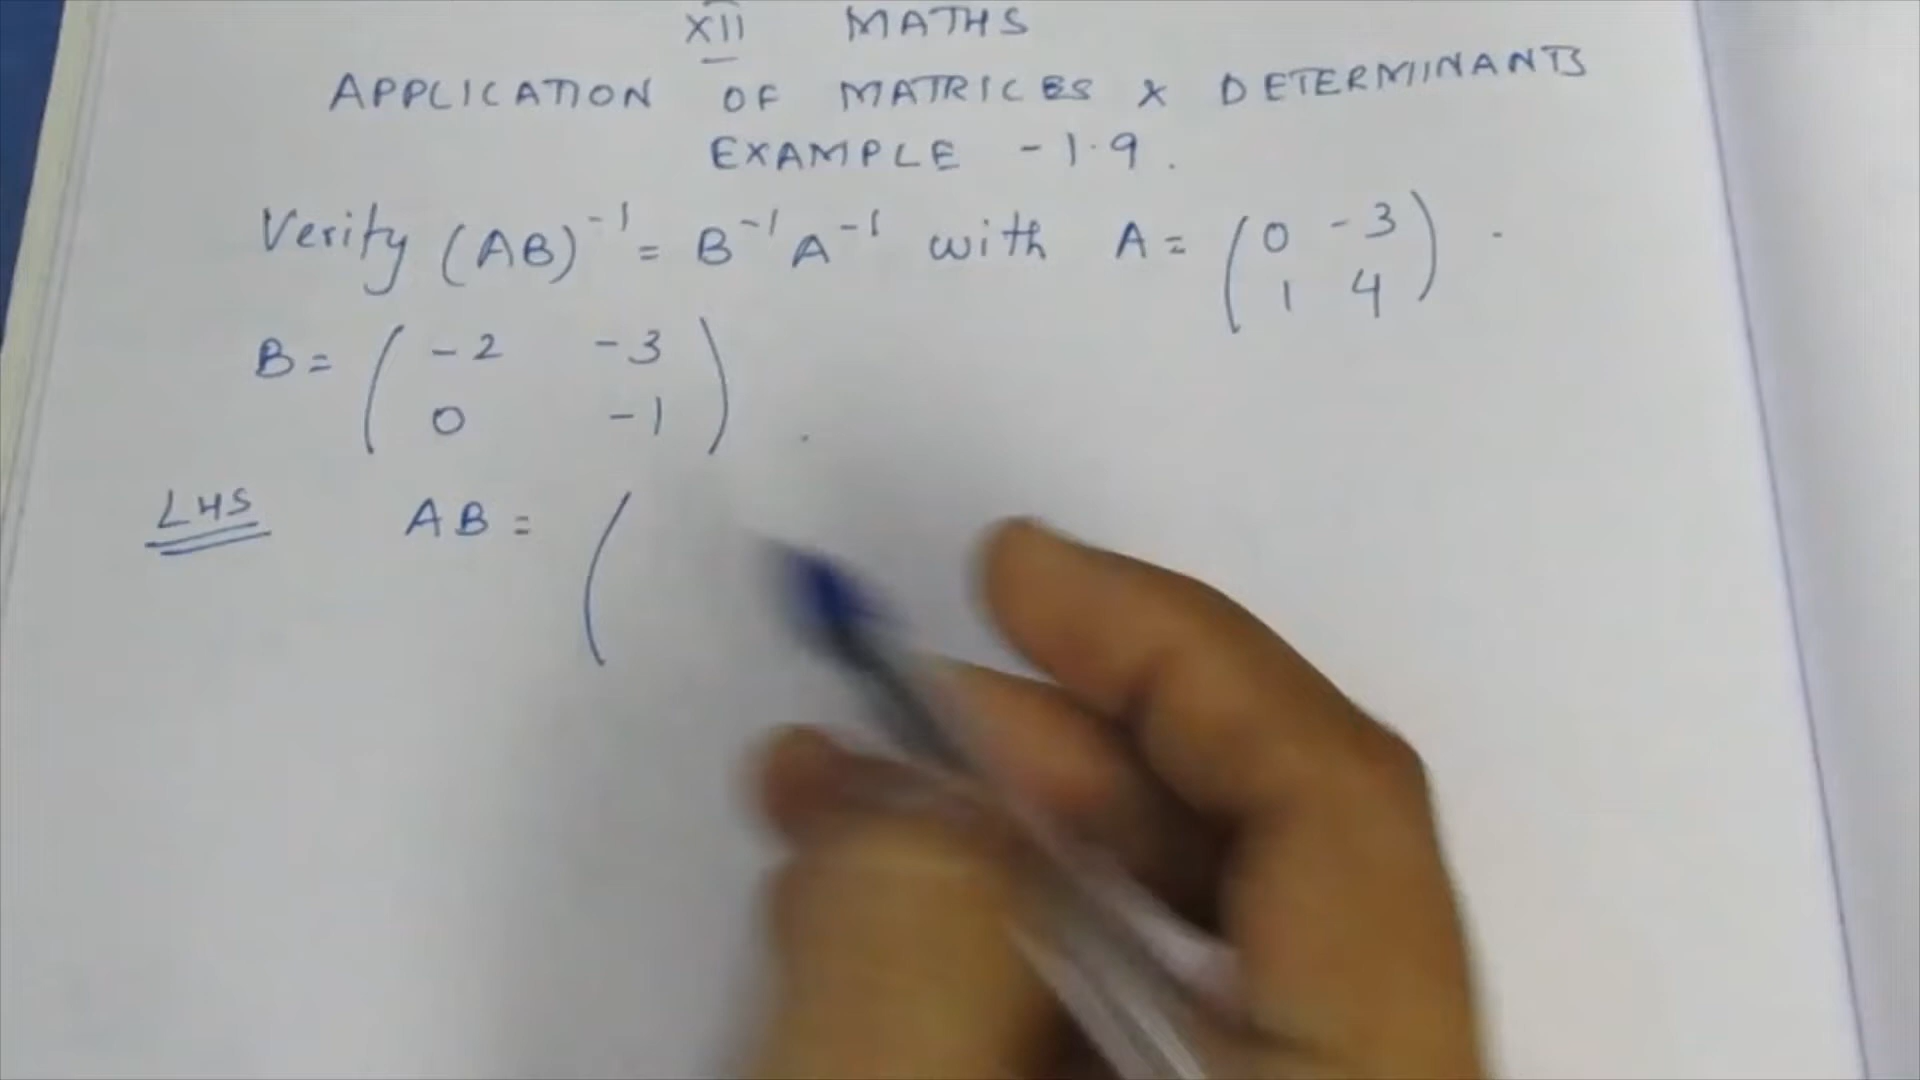 XII MATHS
APPLICATION OF MATRICES & DETERMINANTS
EXAMPLE - 1.9.
Verify (AB)⁻¹ = B⁻¹ A⁻¹ with A = (0 -3
1 4).
B = (-2 -3
0 -1).
LHS AB = (